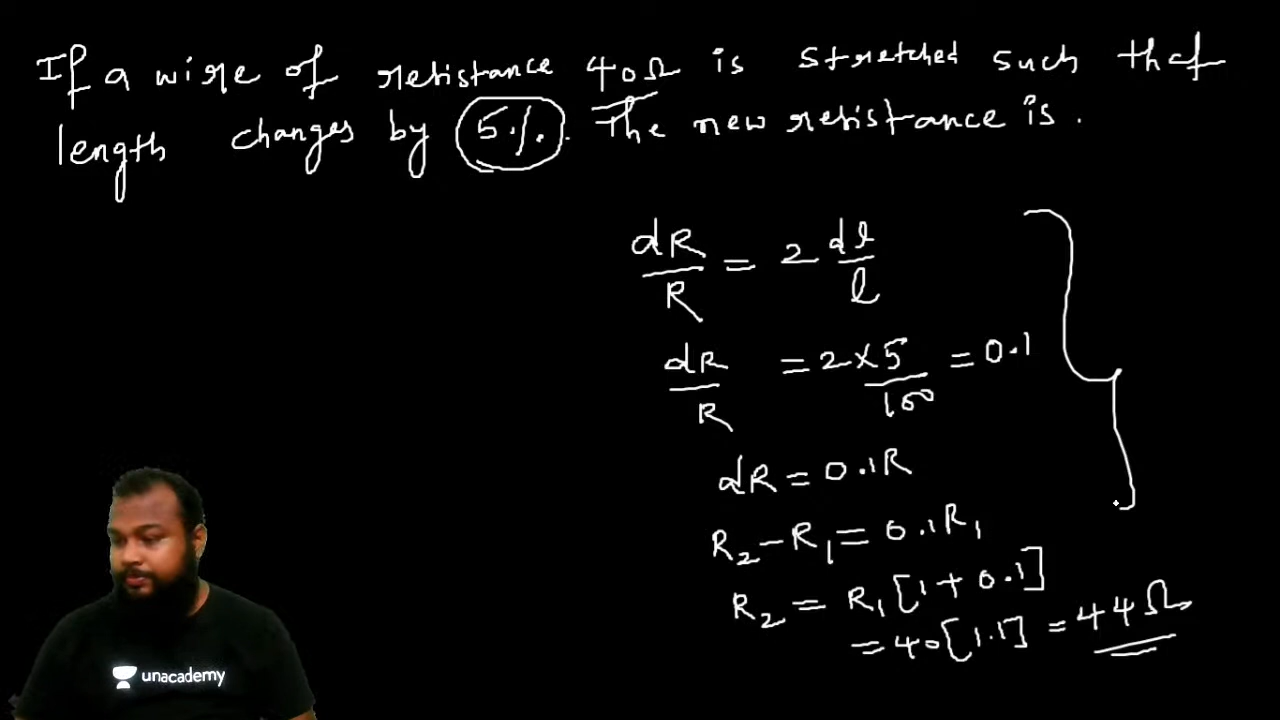 If a wire of resistance 40Ω is stretched such that
length changes by 5%. The new resistance is.
dR/R = 2 dl/l
dR/R = 2×5/100 = 0.1
dR = 0.1R
R₂ - R₁ = 0.1R₁
R₂ = R₁[1+0.1]
= 40[1.1] = 44Ω
unacademy